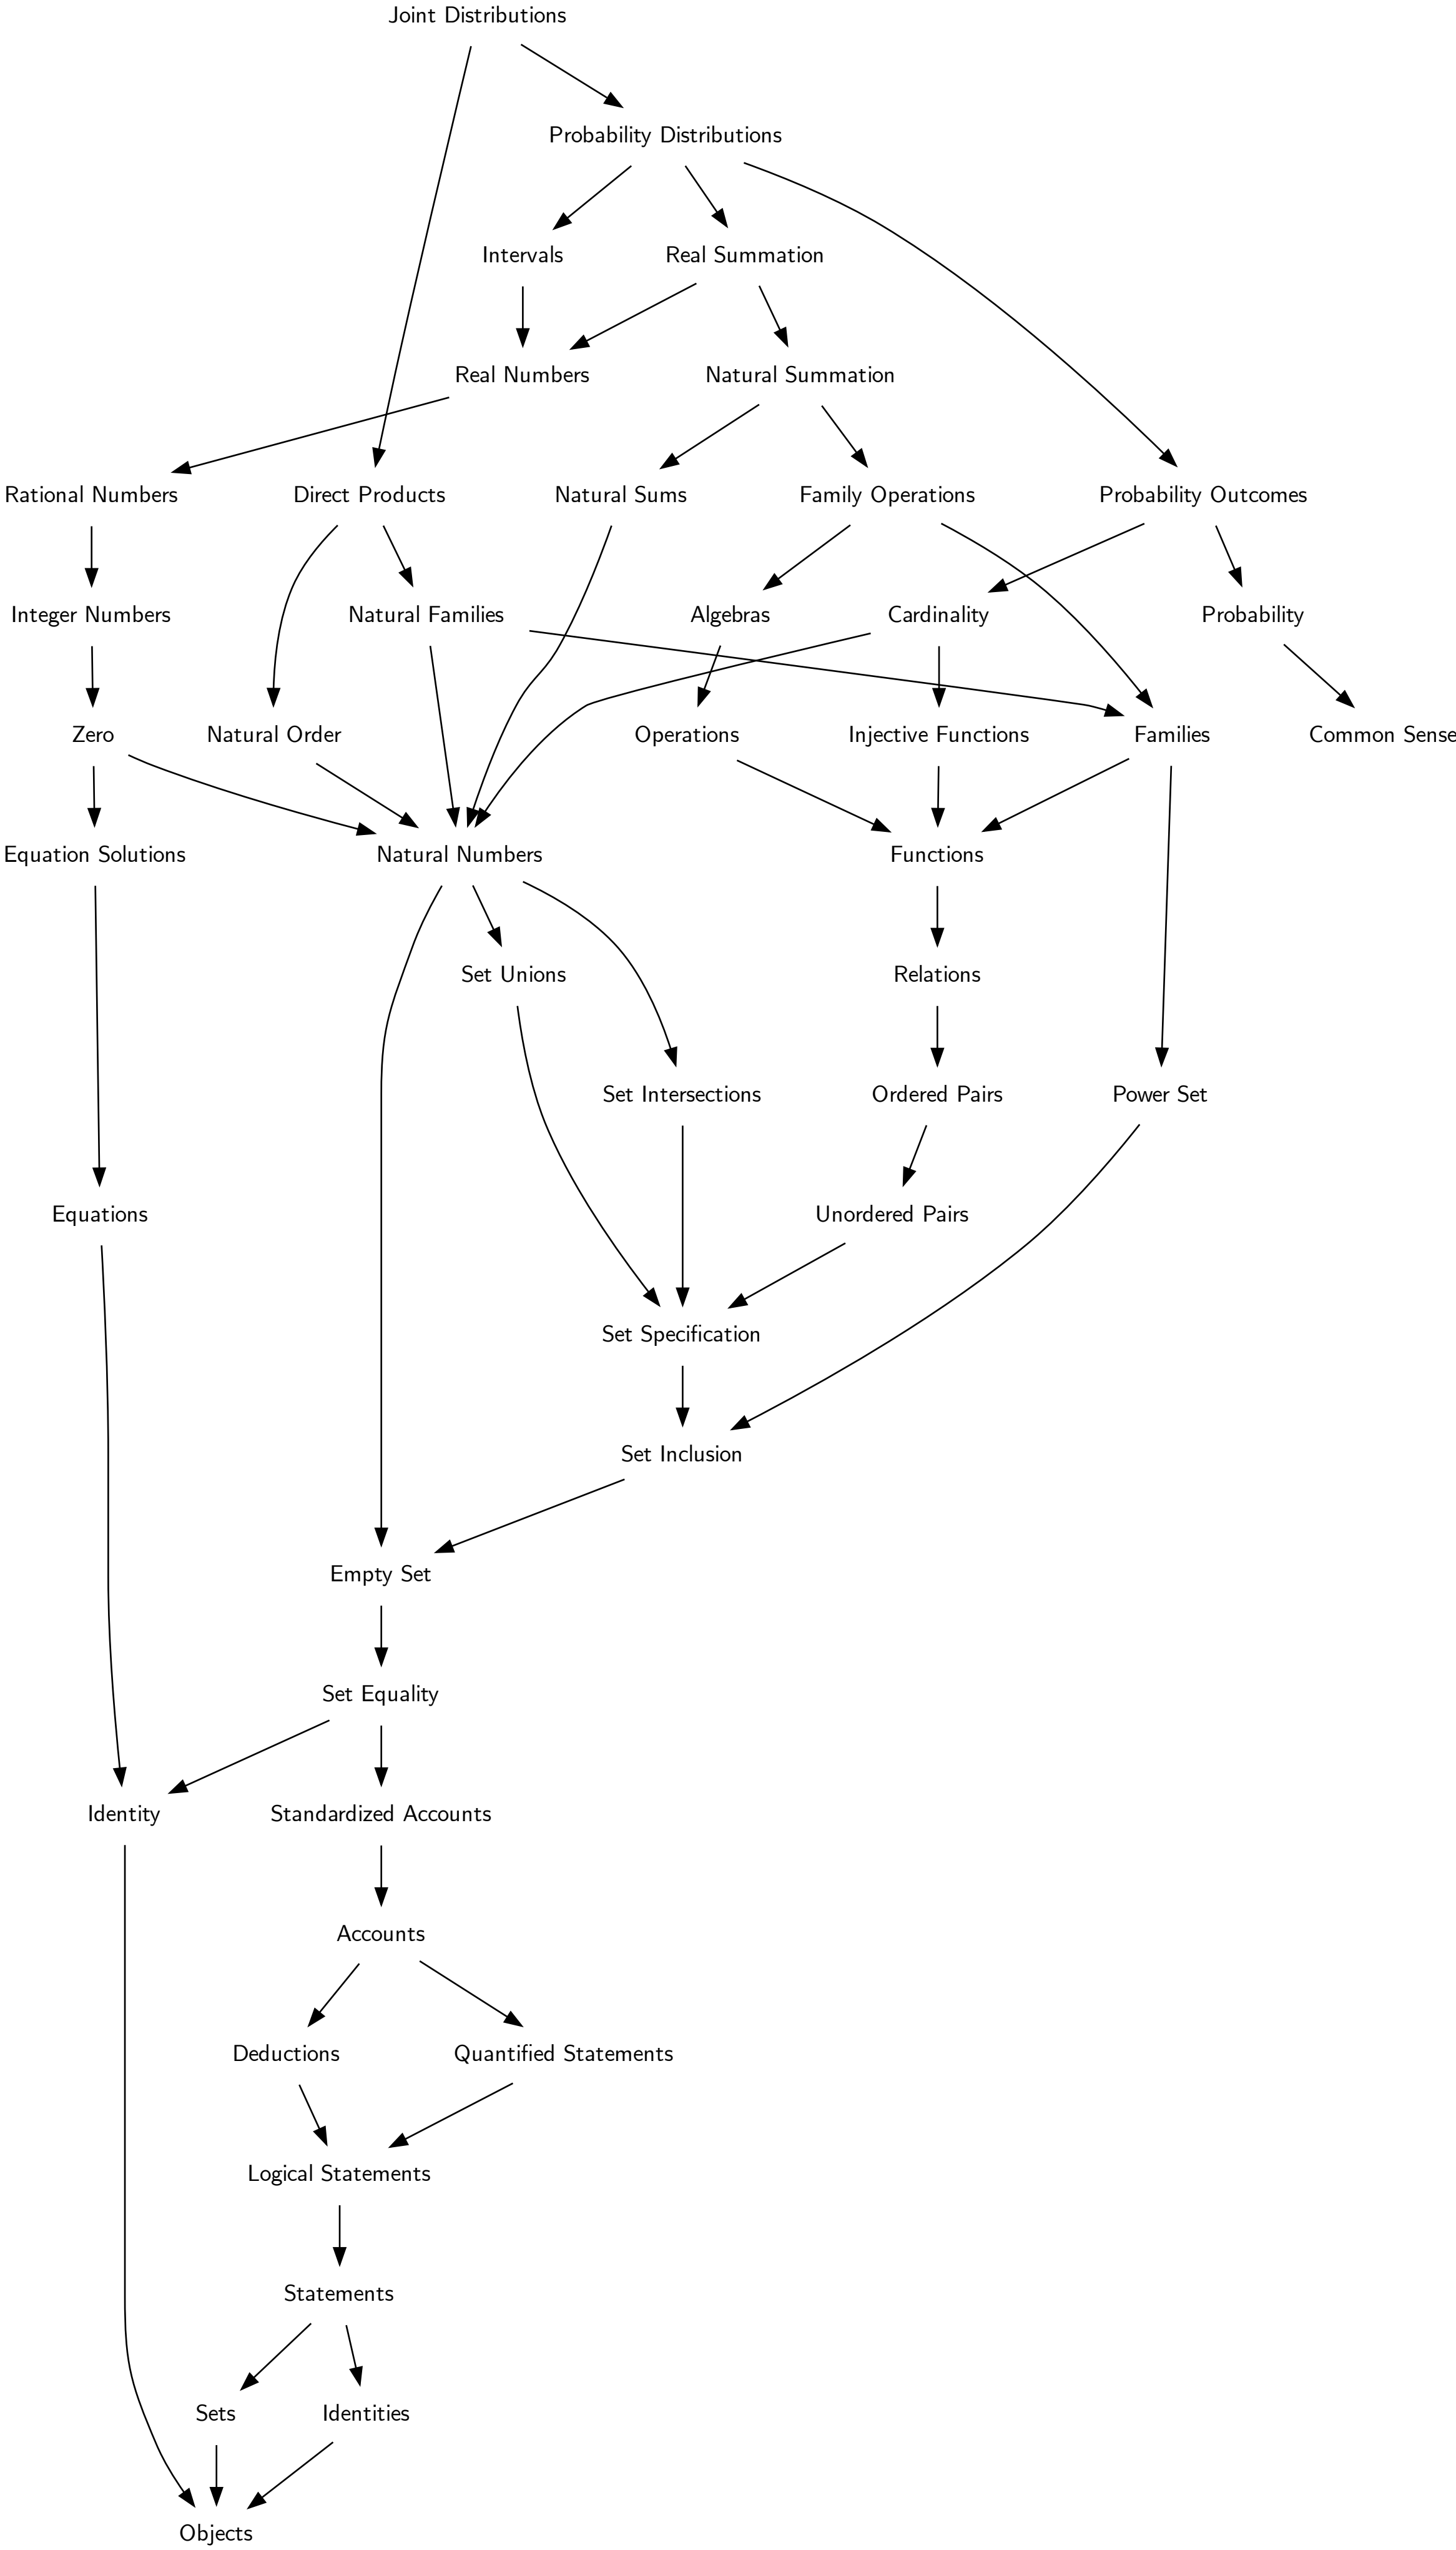 Joint Distributions
Probability Distributions
Intervals
Real Summation
Real Numbers
Natural Summation
Rational Numbers
Direct Products
Natural Sums
Family Operations
Probability Outcomes
Integer Numbers
Natural Families
Algebras
Cardinality
Probability
Zero
Natural Order
Operations
Injective Functions
Families
Common Sense
Equation Solutions
Natural Numbers
Functions
Set Unions
Relations
Set Intersections
Ordered Pairs
Power Set
Equations
Unordered Pairs
Set Specification
Set Inclusion
Empty Set
Set Equality
Identity
Standardized Accounts
Accounts
Deductions
Quantified Statements
Logical Statements
Statements
Sets
Identities
Objects